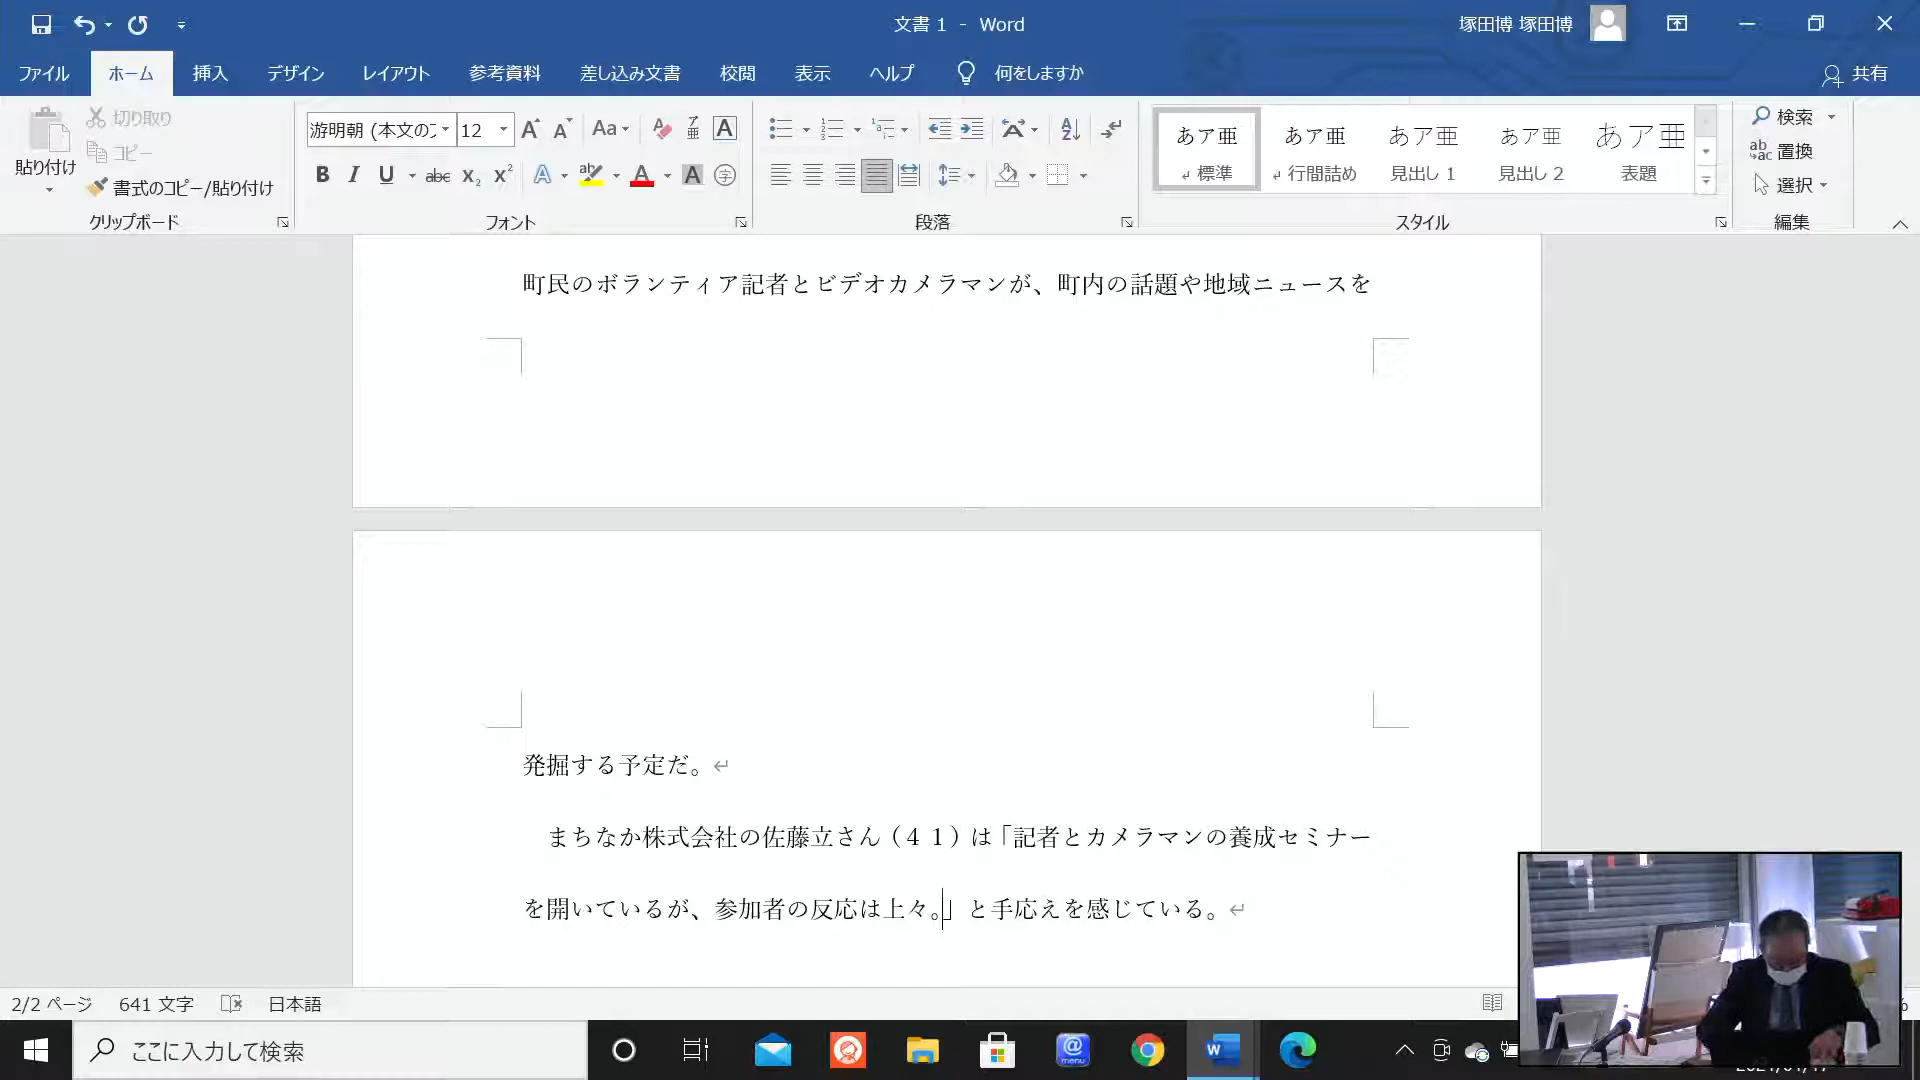 文書 1 - Word
塚田博 塚田博
ファイル ホーム 挿入 デザイン レイアウト 参考資料 差し込み文書 校閲 表示 ヘルプ 何をしますか 共有
貼り付け
切り取り
コピー
書式のコピー/貼り付け
クリップボード
游明朝 (本文のフ 12
フォント
段落
あア亜 あア亜 あア亜 あア亜 あア亜
標準 行間詰め 見出し 1 見出し 2 表題
スタイル
検索
置換
選択
編集
町民のボランティア記者とビデオカメラマンが、町内の話題や地域ニュースを
発掘する予定だ。
まちなか株式会社の佐藤立さん（４１）は「記者とカメラマンの養成セミナー
を開いているが、参加者の反応は上々。」と手応えを感じている。
2/2 ページ 641 文字 日本語
ここに入力して検索